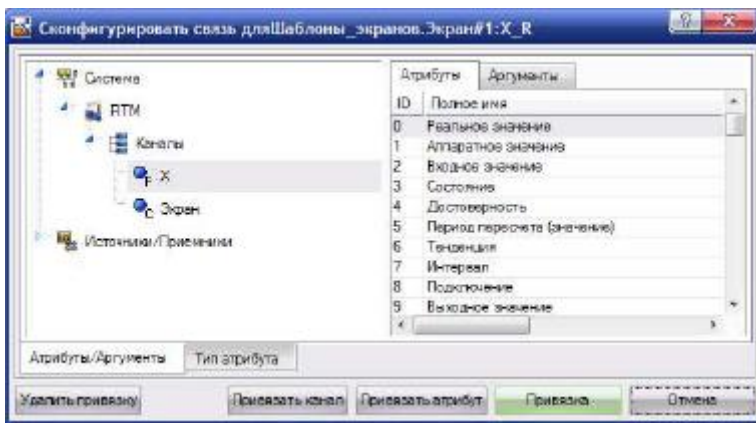 Сконфигурировать связь дляШаблоны_экранов.Экран#1:X_R
Система
RTM
Каналы
X
Экран
Источники/Приемники
Атрибуты Аргументы
ID Полное имя
0 Реальное значение
1 Аппаратное значение
2 Входное значение
3 Состояние
4 Достоверность
5 Период пересчета (значение)
6 Тенденция
7 Интервал
8 Подключение
9 Выходное значение
Атрибуты/Аргументы Тип атрибута
Удалить привязку Привязать канал Привязать атрибут Привязка Отмена